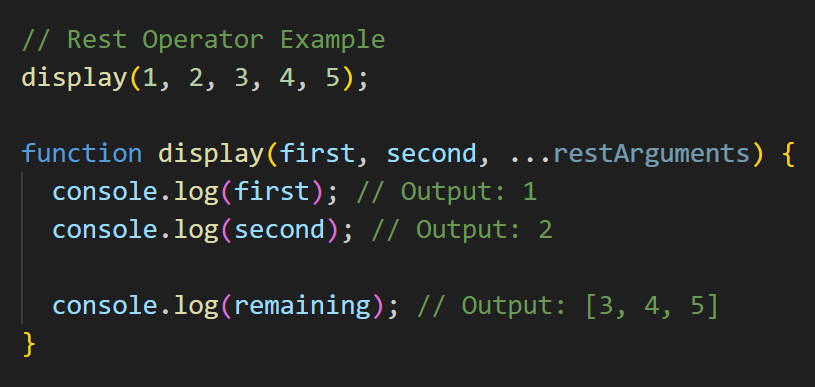 // Rest Operator Example
display(1, 2, 3, 4, 5);
function display(first, second, ...restArguments) {
console.log(first); // Output: 1
console.log(second); // Output: 2
console.log(remaining); // Output: [3, 4, 5]
}